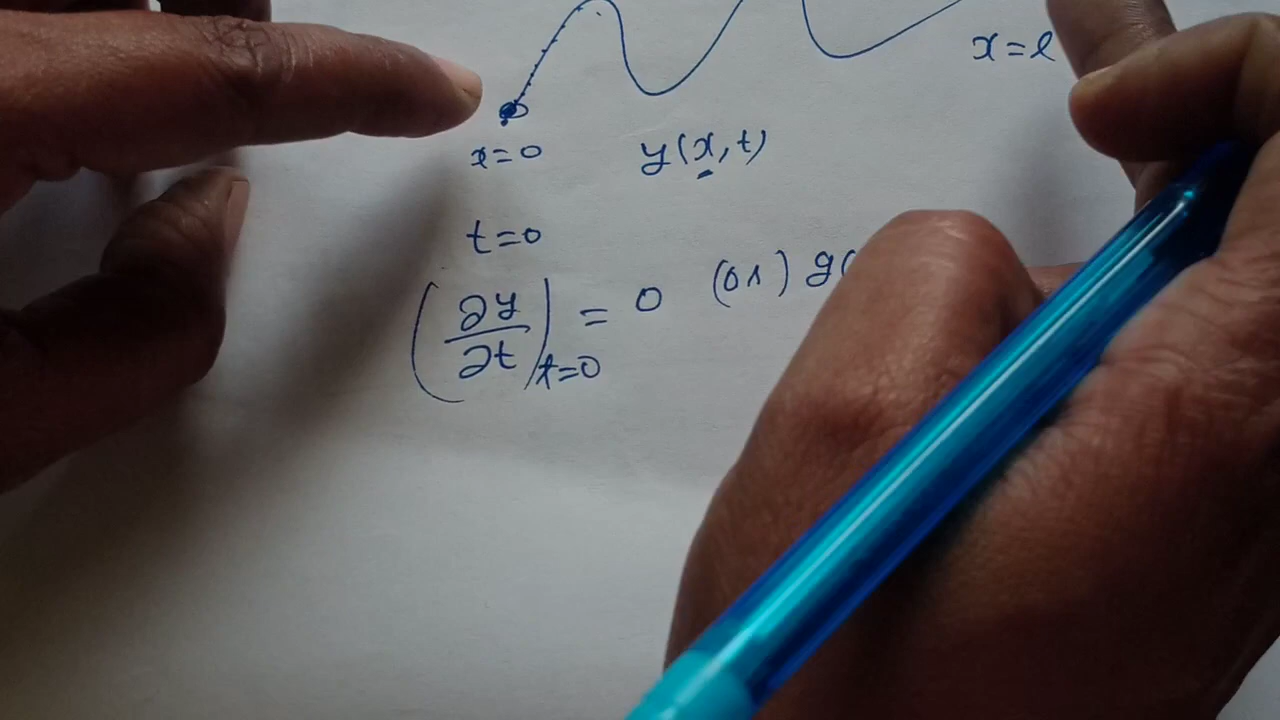 x=l
x=0 y(x,t)
t=0
(∂y/∂t)t=0 = 0 (or) g(